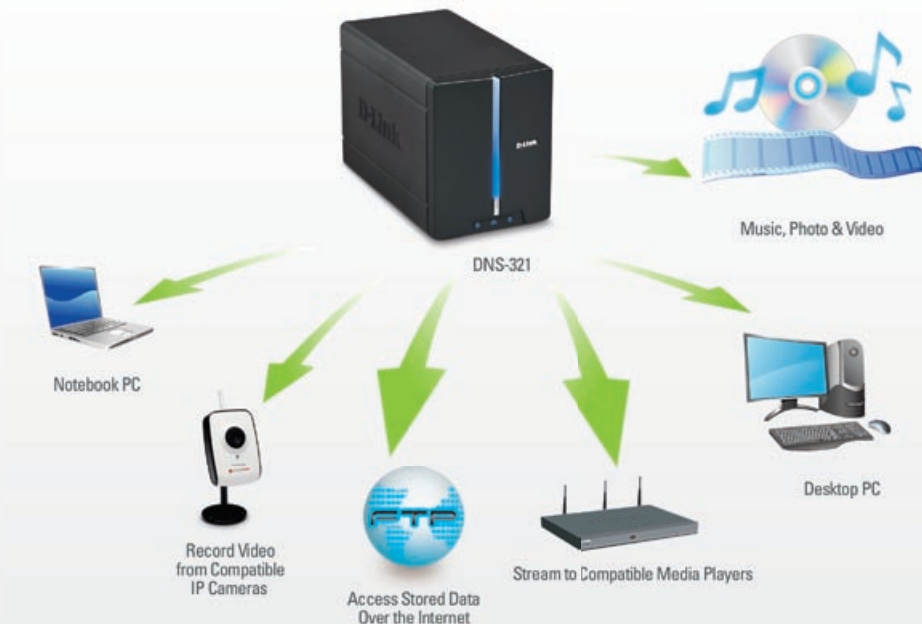 D-Link
D-Link
DNS-321
Music, Photo & Video
Notebook PC
Desktop PC
Record Video
from Compatible
IP Cameras
FTP
Access Stored Data
Over the Internet
Stream to Compatible Media Players